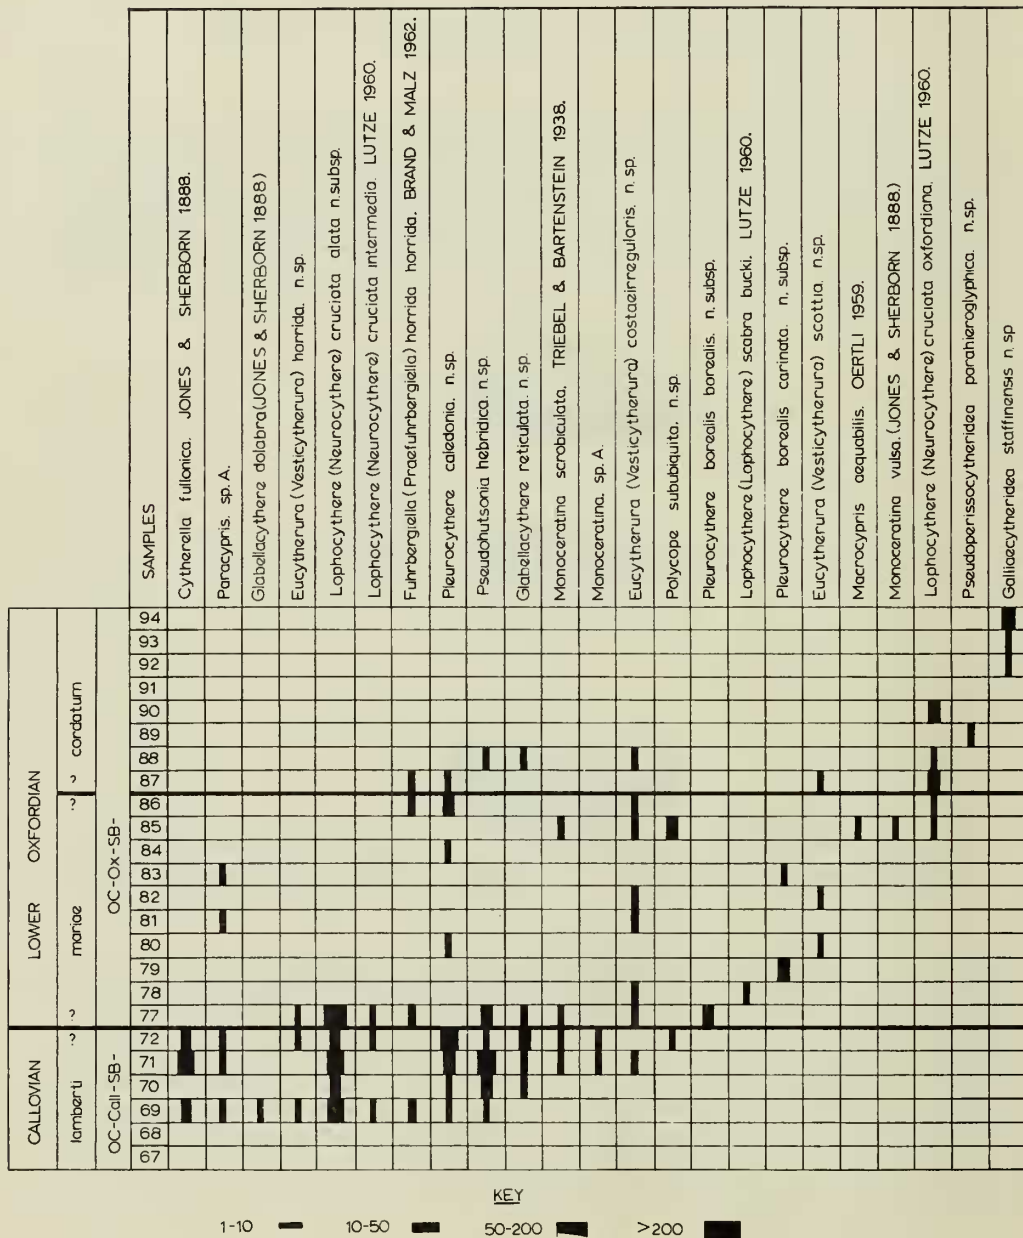 SAMPLES
Cytherella fullonica. JONES & SHERBORN 1888.
Paracypris. sp. A.
Glabellacythere dolabra (JONES & SHERBORN 1888)
Eucytherura (Vesticytherura) horrida. n. sp
Lophocythere (Neurocythere) cruciata alata n.subsp.
Lophocythere (Neurocythere) cruciata intermedia. LUTZE 1960.
Fuhrbergiella (Praefuhrbergiella) horrida horrida. BRAND & MALZ 1962.
Pleurocythere caledonia. n.sp.
Pseudohutsonia hebridica. n.sp.
Glabellacythere reticulata. n sp.
Monoceratina scrobiculata. TRIEBEL & BARTENSTEIN 1938.
Monoceratina sp. A.
Eucytherura (Vesticytherura) costaeirregularis. n. sp.
Polycope sububiquita. n.sp.
Pleurocythere borealis borealis. n. subsp.
Lophocythere (Lophocythere) scabra bucki. LUTZE 1960.
Pleurocythere borealis carinata. n. subsp.
Eucytherura (Vesticytherura) scottia. n.sp.
Macrocypris aequabilis. OERTLI 1959.
Monoceratina vulsa. (JONES & SHERBORN 1888.)
Lophocythere (Neurocythere) cruciata oxfordiana. LUTZE 1960.
Pseudoperissocytheridea parahieroglyphica. n.sp.
Galliaecytheridea staffinensis n sp
LOWER OXFORDIAN
CALLOVIAN
cordatum
?
?
mariae
?
?
lamberti
OC-Ox-SB-
OC-Call-SB-
94
93
92
91
90
89
88
87
86
85
84
83
82
81
80
79
78
77
72
71
70
69
68
67
KEY
1-10 10-50 50-200 >200